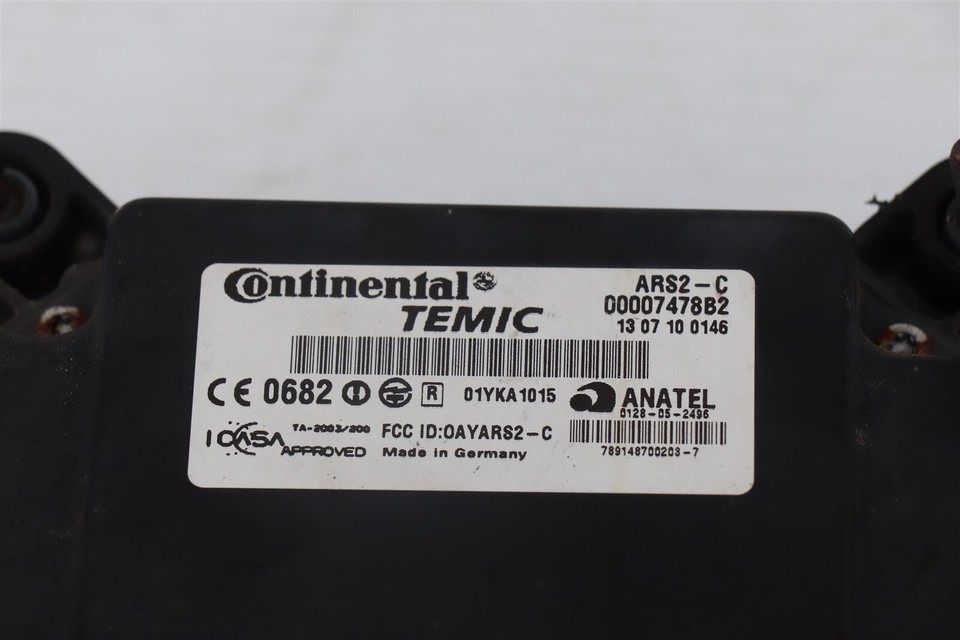 Continental
TEMIC
ARS2-C
00007478B2
13 07 10 0146
CE 0682 R 01YKA1015 ANATEL
0128-05-2496
ICASA TA-2003/200 APPROVED
FCC ID:OAYARS2-C
Made in Germany
789148700203-7